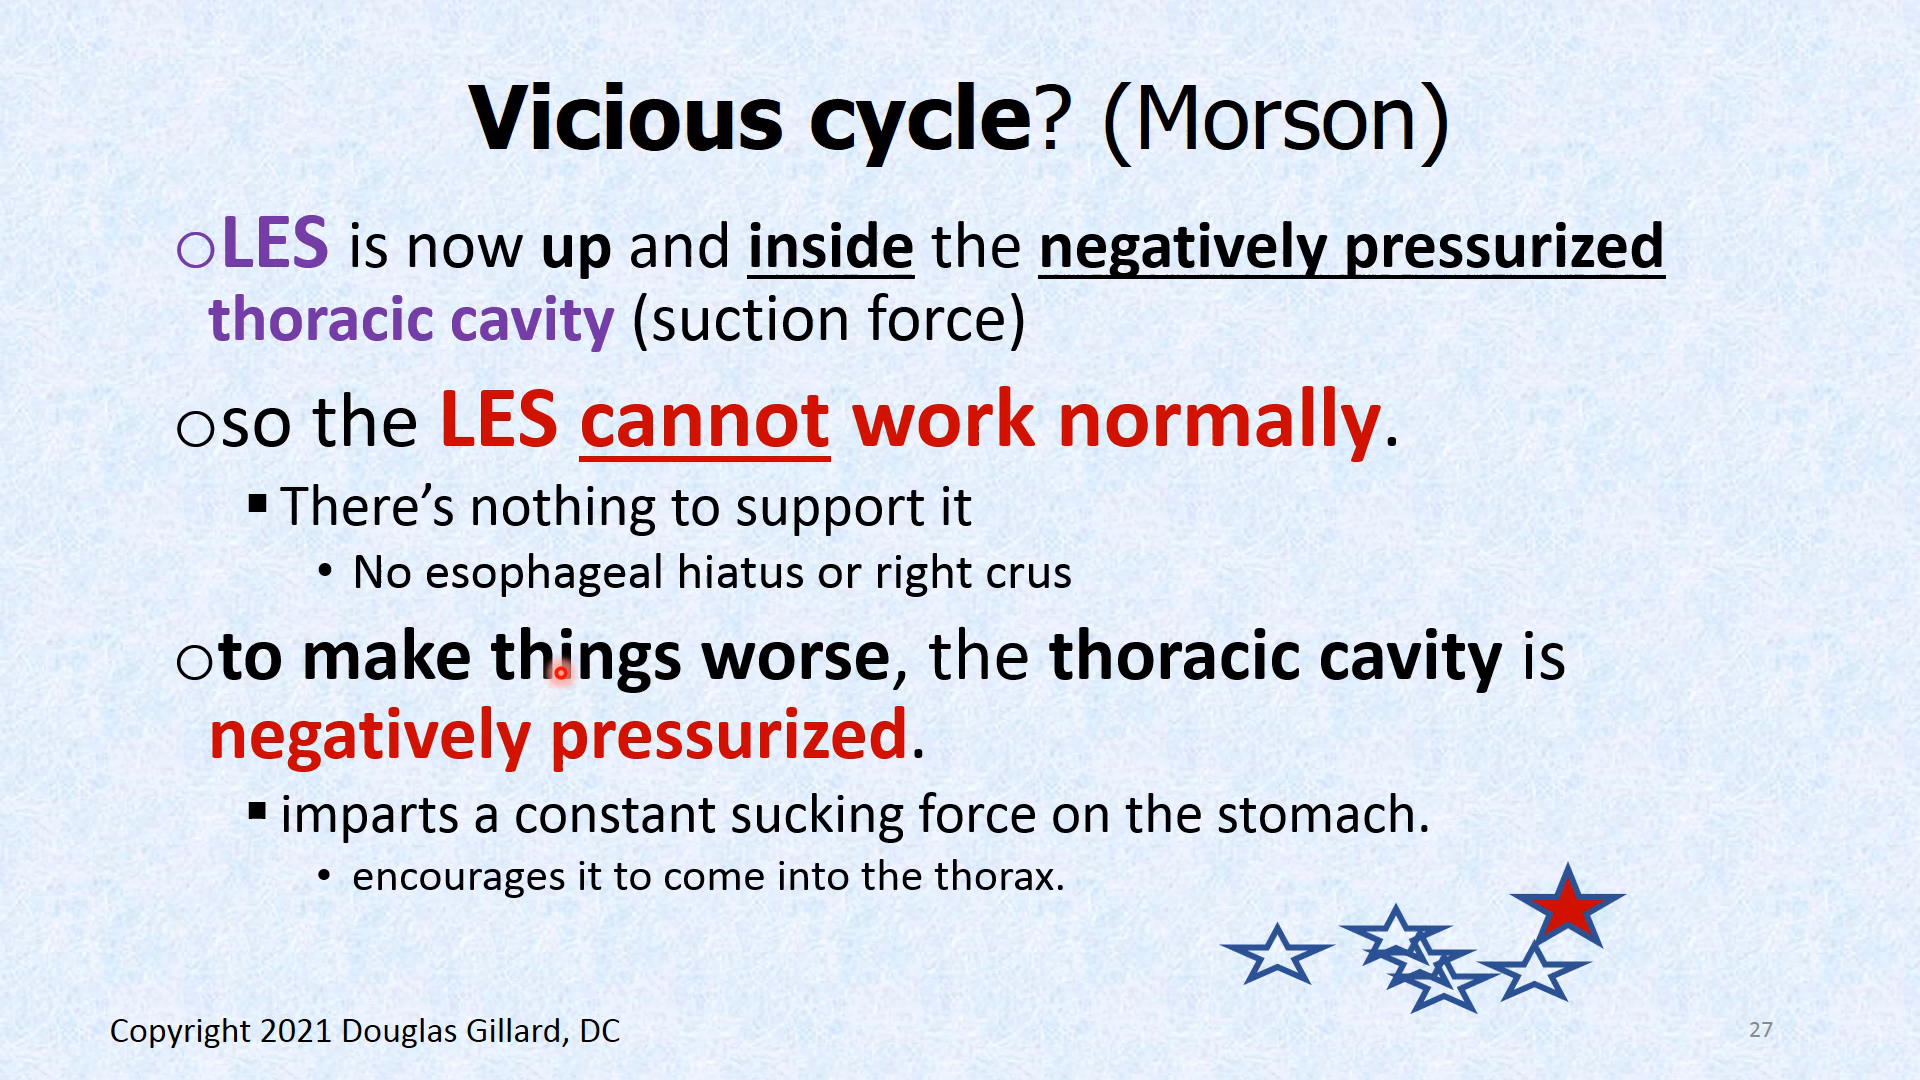 Vicious cycle? (Morson)
oLES is now up and inside the negatively pressurized
thoracic cavity (suction force)
oso the LES cannot work normally.
▪ There’s nothing to support it
• No esophageal hiatus or right crus
oto make things worse, the thoracic cavity is
negatively pressurized.
▪ imparts a constant sucking force on the stomach.
• encourages it to come into the thorax.
Copyright 2021 Douglas Gillard, DC
27